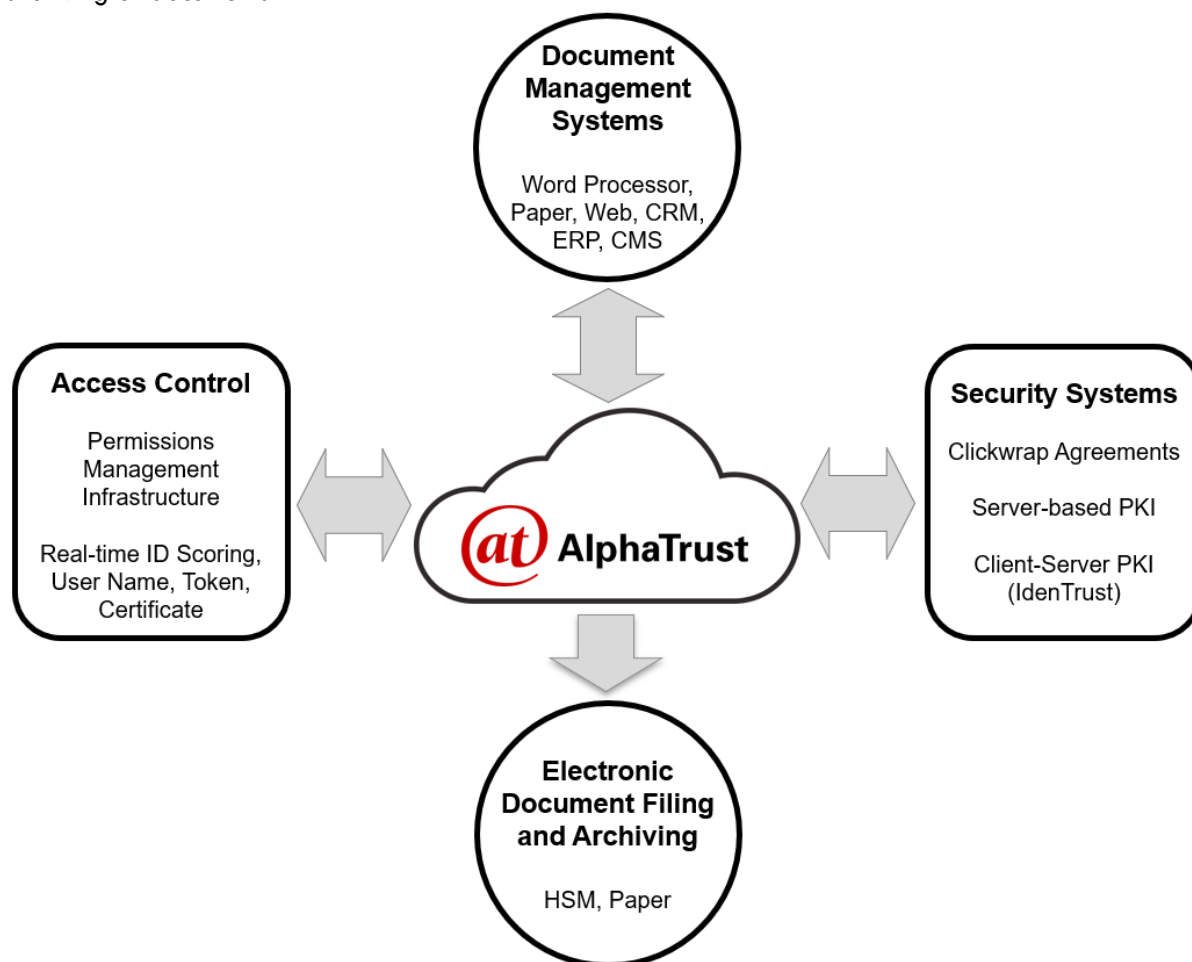 Document
Management
Systems
Word Processor,
Paper, Web, CRM,
ERP, CMS
Access Control
Permissions
Management
Infrastructure
Real-time ID Scoring,
User Name, Token,
Certificate
at AlphaTrust
Security Systems
Clickwrap Agreements
Server-based PKI
Client-Server PKI
(IdenTrust)
Electronic
Document Filing
and Archiving
HSM, Paper